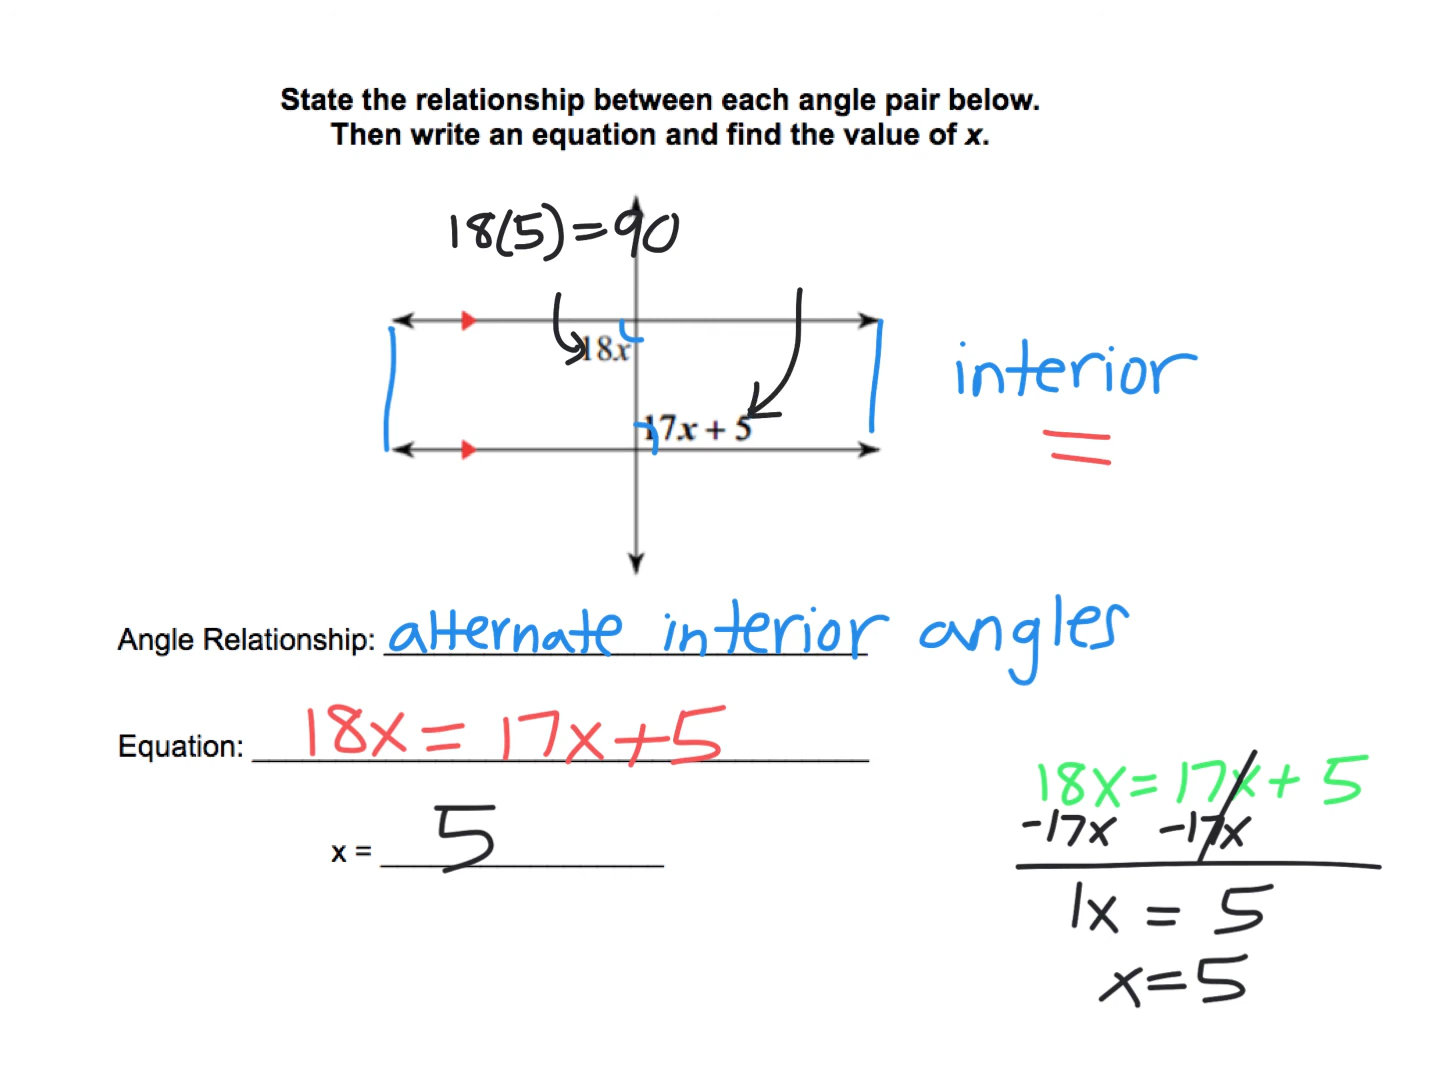 State the relationship between each angle pair below.
Then write an equation and find the value of x.
18(5)=90
18x
interior
=
17x + 5
Angle Relationship: alternate interior angles
Equation: 18x = 17x+5
x = 5
18x = 17x + 5
-17x -17x
1x = 5
x=5